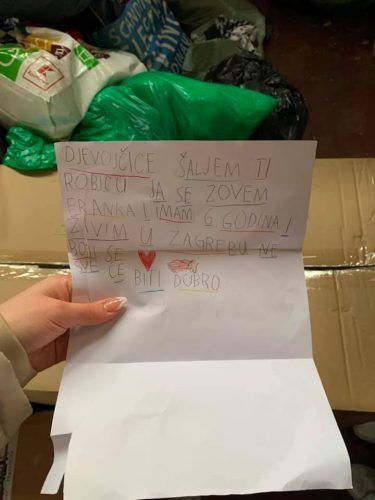 DJEVOJČICE ŠALJEM TI
ROBICU JA SE ZOVEM
FRANKA! IMAM 6 GODINA!
ŽIVIM U ZAGREBU NE
BOJ SE
SVE ĆE BITI DOBRO